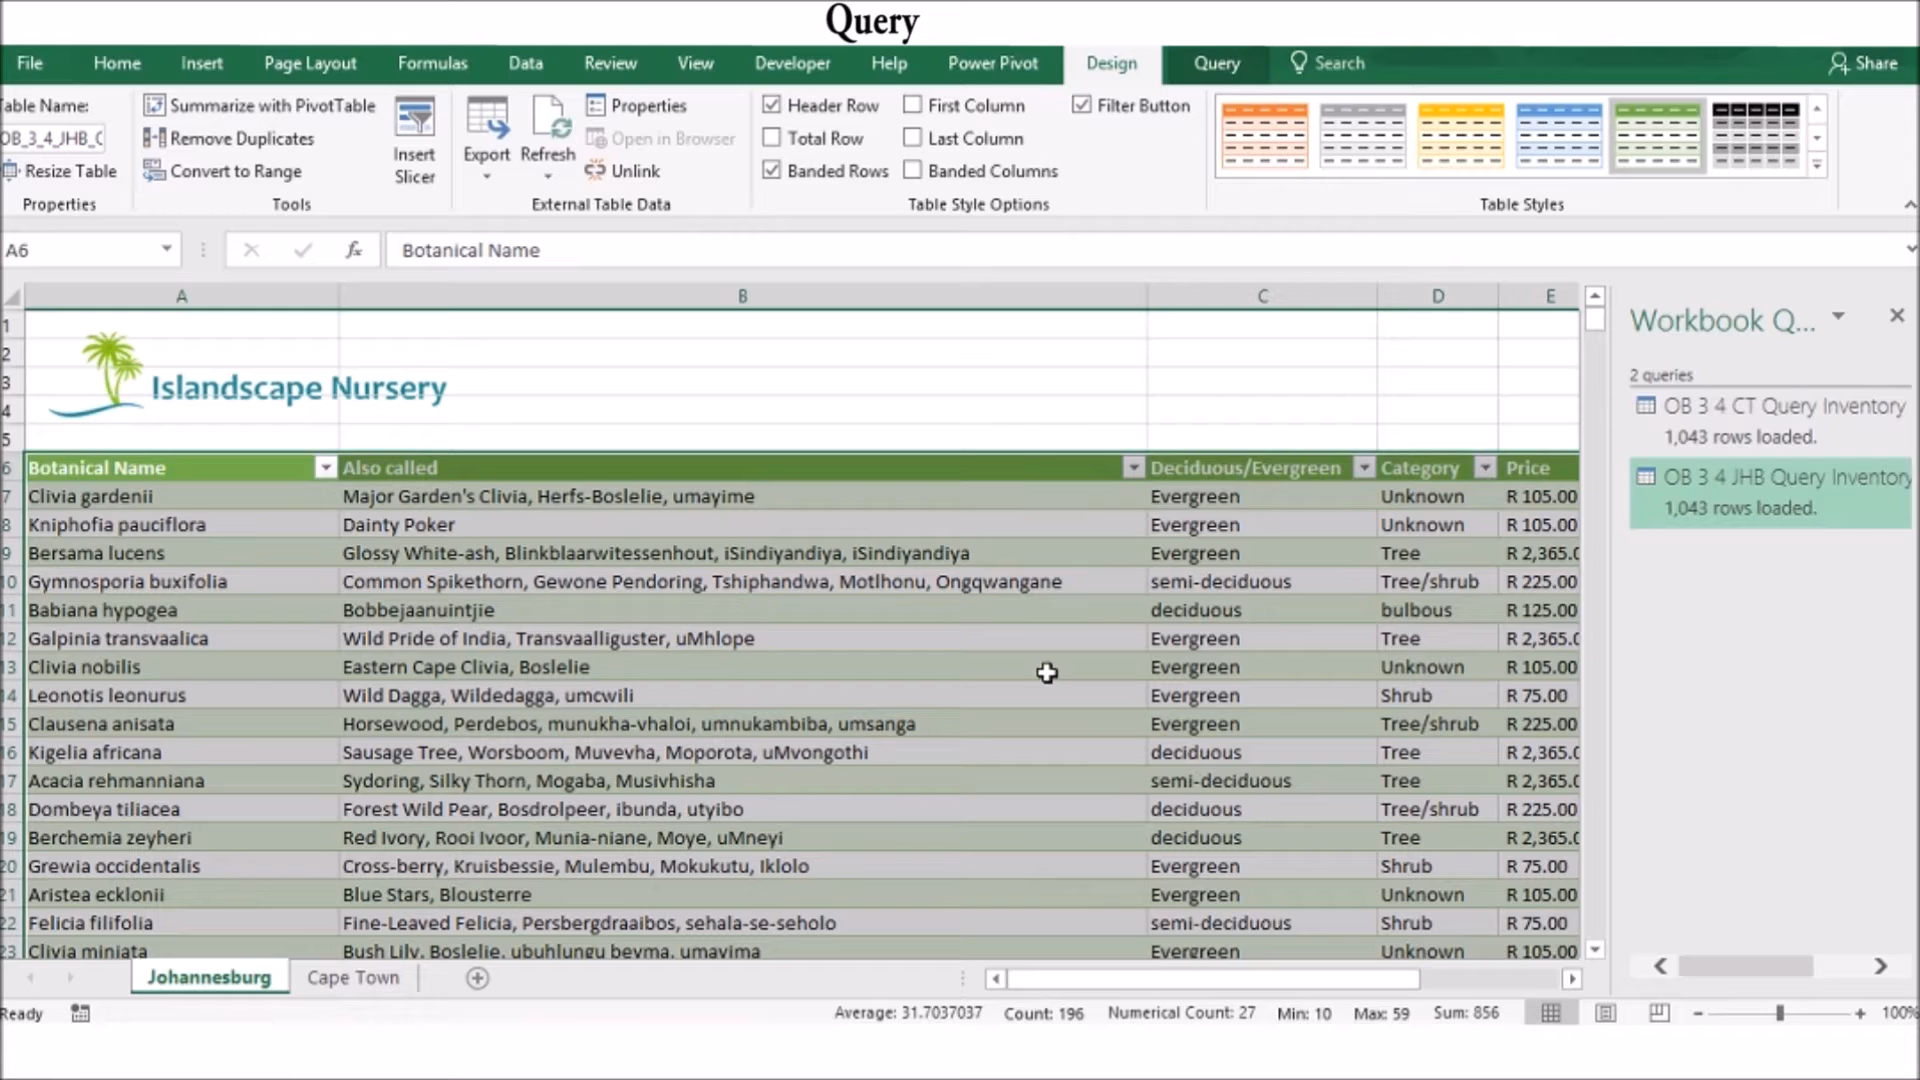 Query
File Home Insert Page Layout Formulas Data Review View Developer Help Power Pivot Design Query Search Share
Table Name: Summarize with PivotTable Properties Header Row First Column Filter Button
OB_3_4_JHB_ Remove Duplicates Insert Slicer Export Refresh Open in Browser Total Row Last Column
Resize Table Convert to Range Unlink Banded Rows Banded Columns
Properties Tools External Table Data Table Style Options Table Styles
A6 fx Botanical Name
A B C D E
Workbook Q...
2 queries
OB 3 4 CT Query Inventory
1,043 rows loaded.
OB 3 4 JHB Query Inventory
1,043 rows loaded.
1
2
3
4
5
Islandscape Nursery
6 Botanical Name Also called Deciduous/Evergreen Category Price
7 Clivia gardenii Major Garden's Clivia, Herfs-Boslelie, umayime Evergreen Unknown R 105.00
8 Kniphofia pauciflora Dainty Poker Evergreen Unknown R 105.00
9 Bersama lucens Glossy White-ash, Blinkblaarwitessenhout, iSindiyandiya, iSindiyandiya Evergreen Tree R 2,365.0
10 Gymnosporia buxifolia Common Spikethorn, Gewone Pendoring, Tshiphandwa, Motlhonu, Ongqwangane semi-deciduous Tree/shrub R 225.00
11 Babiana hypogea Bobbejaanuintjie deciduous bulbous R 125.00
12 Galpinia transvaalica Wild Pride of India, Transvaalliguster, uMhlope Evergreen Tree R 2,365.0
13 Clivia nobilis Eastern Cape Clivia, Boslelie Evergreen Unknown R 105.00
14 Leonotis leonurus Wild Dagga, Wildedagga, umcwili Evergreen Shrub R 75.00
15 Clausena anisata Horsewood, Perdebos, munukha-vhaloi, umnukambiba, umsanga Evergreen Tree/shrub R 225.00
16 Kigelia africana Sausage Tree, Worsboom, Muvevha, Moporota, uMvongothi deciduous Tree R 2,365.0
17 Acacia rehmanniana Sydoring, Silky Thorn, Mogaba, Musivhisha semi-deciduous Tree R 2,365.0
18 Dombeya tiliacea Forest Wild Pear, Bosdrolpeer, ibunda, utyibo deciduous Tree/shrub R 225.00
19 Berchemia zeyheri Red Ivory, Rooi Ivoor, Munia-niane, Moye, uMneyi deciduous Tree R 2,365.0
20 Grewia occidentalis Cross-berry, Kruisbessie, Mulembu, Mokukutu, Iklolo Evergreen Shrub R 75.00
21 Aristea ecklonii Blue Stars, Blousterre Evergreen Unknown R 105.00
22 Felicia filifolia Fine-Leaved Felicia, Persbergdraaibos, sehala-se-seholo semi-deciduous Shrub R 75.00
23 Clivia miniata Bush Lily, Boslelie, ubuhlungu beyma, umayima Evergreen Unknown R 105.00
Johannesburg Cape Town
Ready Average: 31.7037037 Count: 196 Numerical Count: 27 Min: 10 Max: 59 Sum: 856 100%